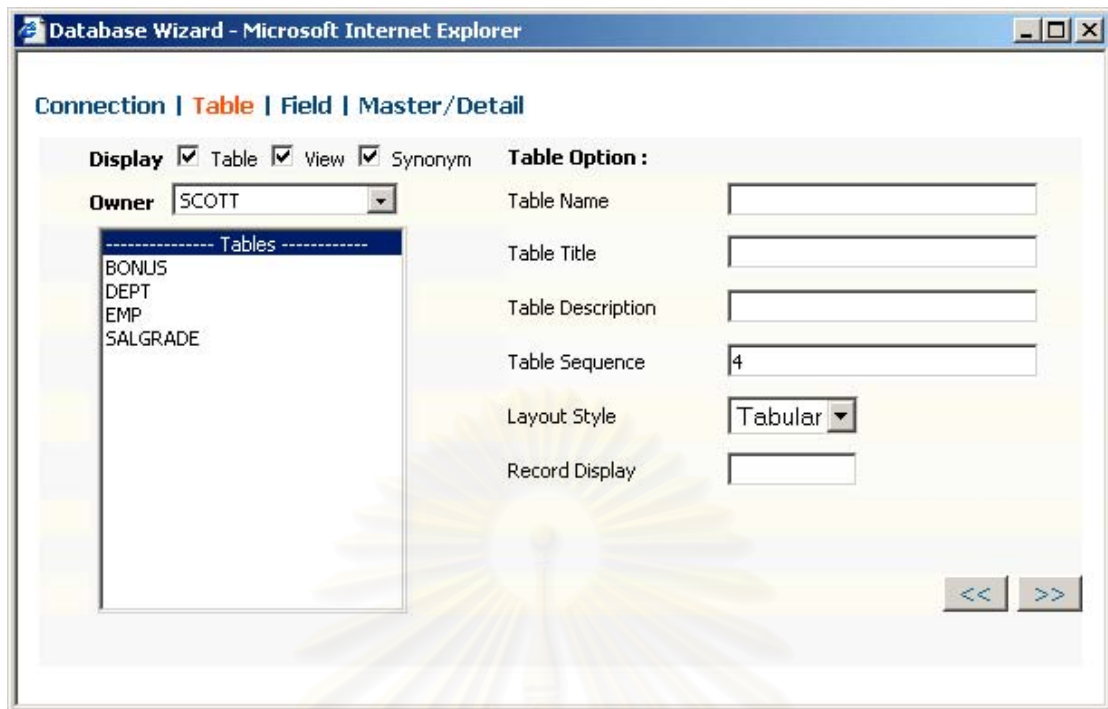 Database Wizard - Microsoft Internet Explorer
Connection | Table | Field | Master/Detail
Display Table View Synonym
Owner SCOTT
--------------- Tables ------------
BONUS
DEPT
EMP
SALGRADE
Table Option :
Table Name
Table Title
Table Description
Table Sequence 4
Layout Style Tabular
Record Display
<< >>